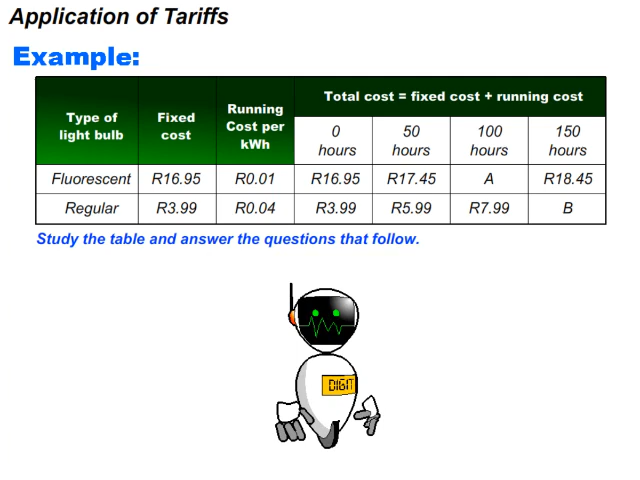 Application of Tariffs
Example:
Type of light bulb | Fixed cost | Running Cost per kWh | Total cost = fixed cost + running cost
0 hours | 50 hours | 100 hours | 150 hours
Fluorescent | R16.95 | R0.01 | R16.95 | R17.45 | A | R18.45
Regular | R3.99 | R0.04 | R3.99 | R5.99 | R7.99 | B
Study the table and answer the questions that follow.
DIGIT